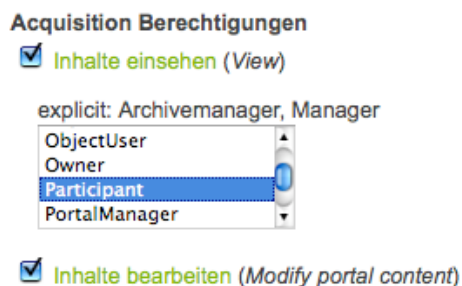 Acquisition Berechtigungen
Inhalte einsehen (View)
explicit: Archivemanager, Manager
ObjectUser
Owner
Participant
PortalManager
Inhalte bearbeiten (Modify portal content)